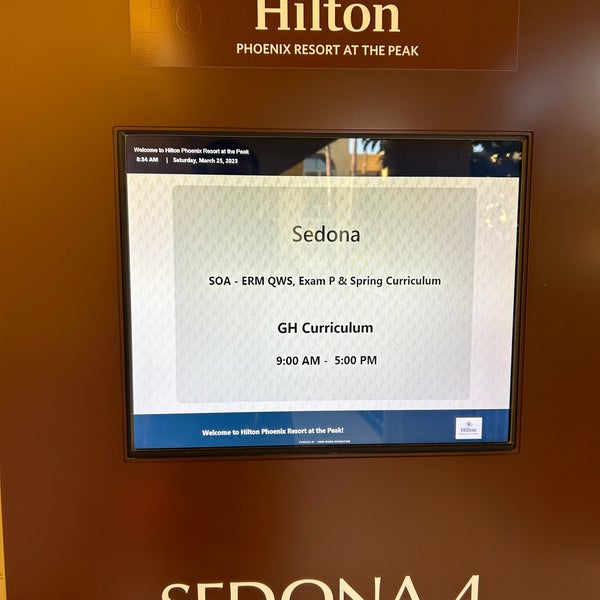 Hilton
PHOENIX RESORT AT THE PEAK
Welcome to Hilton Phoenix Resort at the Peak
8:34 AM | Saturday, March 25, 2023
Sedona
SOA - ERM QWS, Exam P & Spring Curriculum
GH Curriculum
9:00 AM - 5:00 PM
Welcome to Hilton Phoenix Resort at the Peak!
Hilton
SEDONA 4